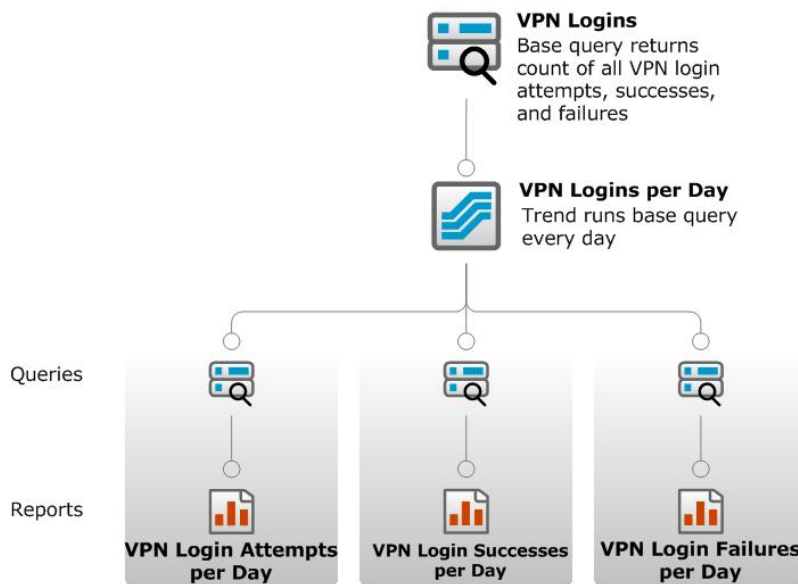 VPN Logins
Base query returns
count of all VPN login
attempts, successes,
and failures
VPN Logins per Day
Trend runs base query
every day
Queries
Reports
VPN Login Attempts
per Day
VPN Login Successes
per Day
VPN Login Failures
per Day